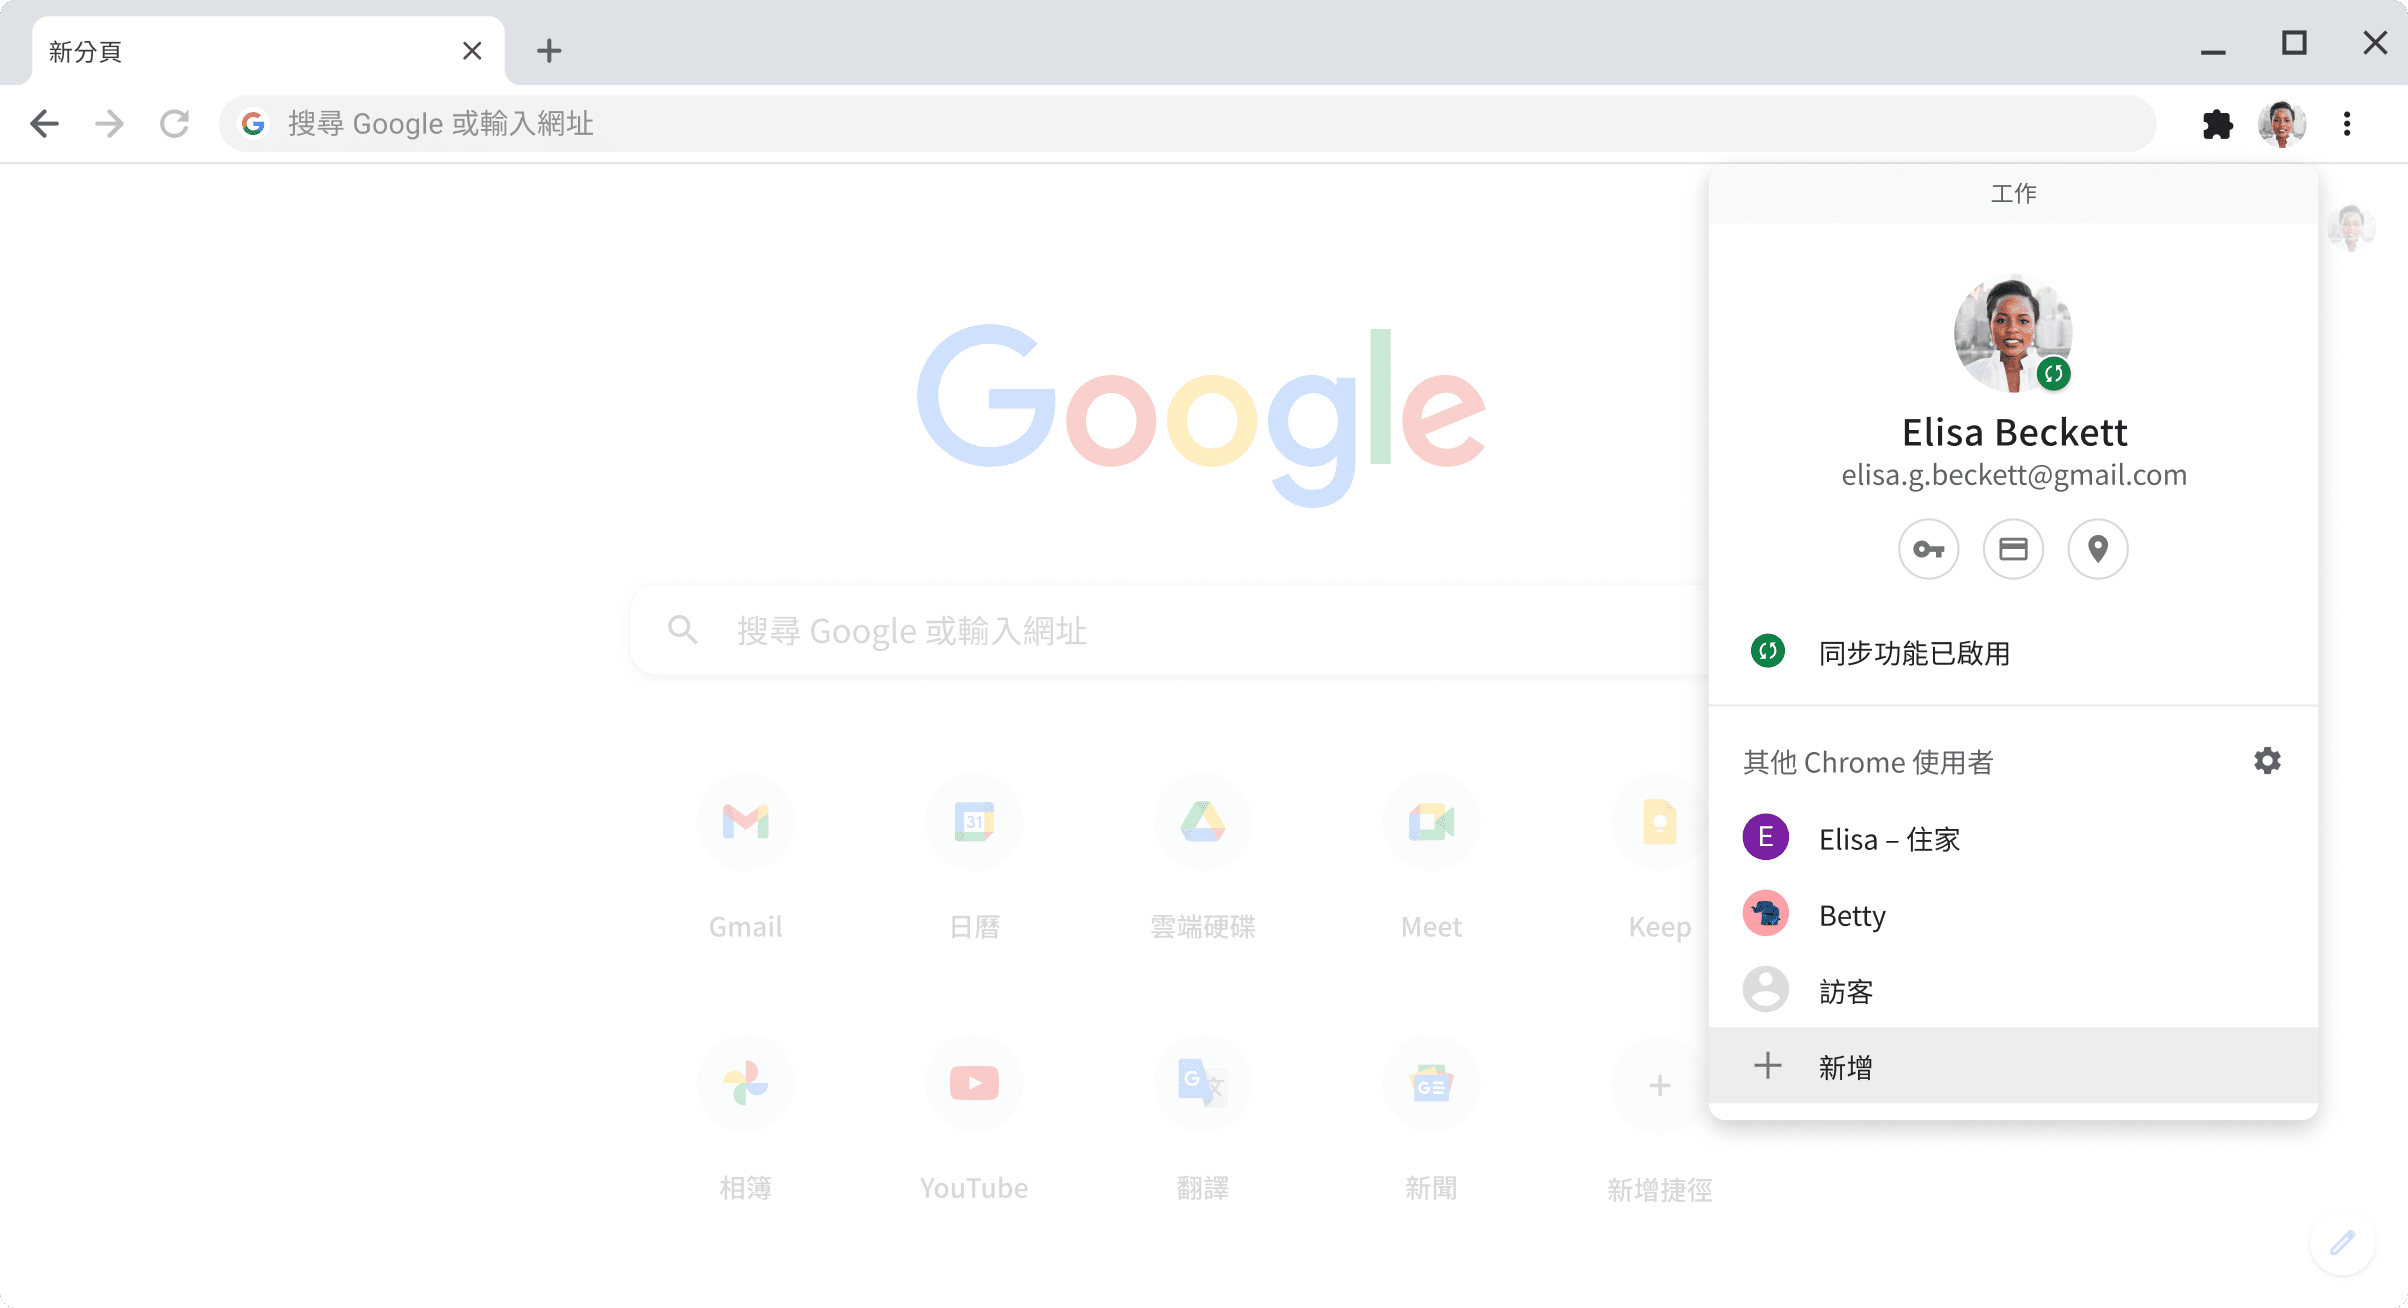 新分頁
搜尋 Google 或輸入網址
工作
Google
Elisa Beckett
elisa.g.beckett@gmail.com
搜尋 Google 或輸入網址
同步功能已啟用
其他 Chrome 使用者
E
Elisa – 住家
Betty
訪客
新增
31
Gmail
日曆
雲端硬碟
Meet
Keep
G
文
GE
相簿
YouTube
翻譯
新聞
新增捷徑